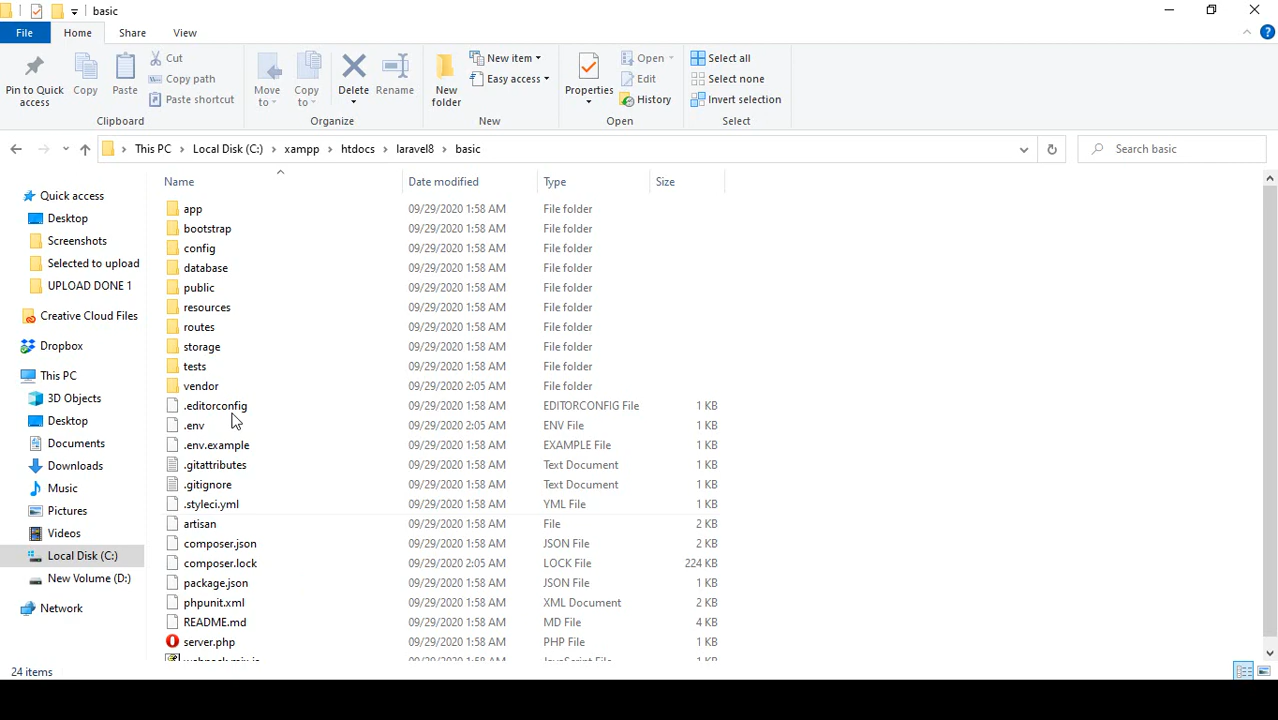 basic
File Home Share View
Pin to Quick access
Copy
Paste
Cut
Copy path
Paste shortcut
Clipboard
Move to
Copy to
Delete
Rename
Organize
New folder
New item
Easy access
New
Properties
Open
Edit
History
Open
Select all
Select none
Invert selection
Select
This PC Local Disk (C:) xampp htdocs laravel8 basic
Search basic
Quick access
Desktop
Screenshots
Selected to upload
UPLOAD DONE 1
Creative Cloud Files
Dropbox
This PC
3D Objects
Desktop
Documents
Downloads
Music
Pictures
Videos
Local Disk (C:)
New Volume (D:)
Network
Name Date modified Type Size
app 09/29/2020 1:58 AM File folder
bootstrap 09/29/2020 1:58 AM File folder
config 09/29/2020 1:58 AM File folder
database 09/29/2020 1:58 AM File folder
public 09/29/2020 1:58 AM File folder
resources 09/29/2020 1:58 AM File folder
routes 09/29/2020 1:58 AM File folder
storage 09/29/2020 1:58 AM File folder
tests 09/29/2020 1:58 AM File folder
vendor 09/29/2020 2:05 AM File folder
.editorconfig 09/29/2020 1:58 AM EDITORCONFIG File 1 KB
.env 09/29/2020 2:05 AM ENV File 1 KB
.env.example 09/29/2020 1:58 AM EXAMPLE File 1 KB
.gitattributes 09/29/2020 1:58 AM Text Document 1 KB
.gitignore 09/29/2020 1:58 AM Text Document 1 KB
.styleci.yml 09/29/2020 1:58 AM YML File 1 KB
artisan 09/29/2020 1:58 AM File 2 KB
composer.json 09/29/2020 1:58 AM JSON File 2 KB
composer.lock 09/29/2020 2:05 AM LOCK File 224 KB
package.json 09/29/2020 1:58 AM JSON File 1 KB
phpunit.xml 09/29/2020 1:58 AM XML Document 2 KB
README.md 09/29/2020 1:58 AM MD File 4 KB
server.php 09/29/2020 1:58 AM PHP File 1 KB
webpack.mix.js 09/29/2020 1:58 AM JavaScript File 1 KB
24 items